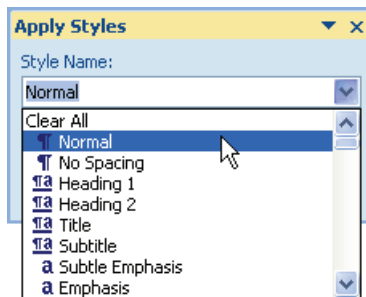 Apply Styles
Style Name:
Normal
Clear All
¶ Normal
¶ No Spacing
¶a Heading 1
¶a Heading 2
¶a Title
¶a Subtitle
a Subtle Emphasis
a Emphasis